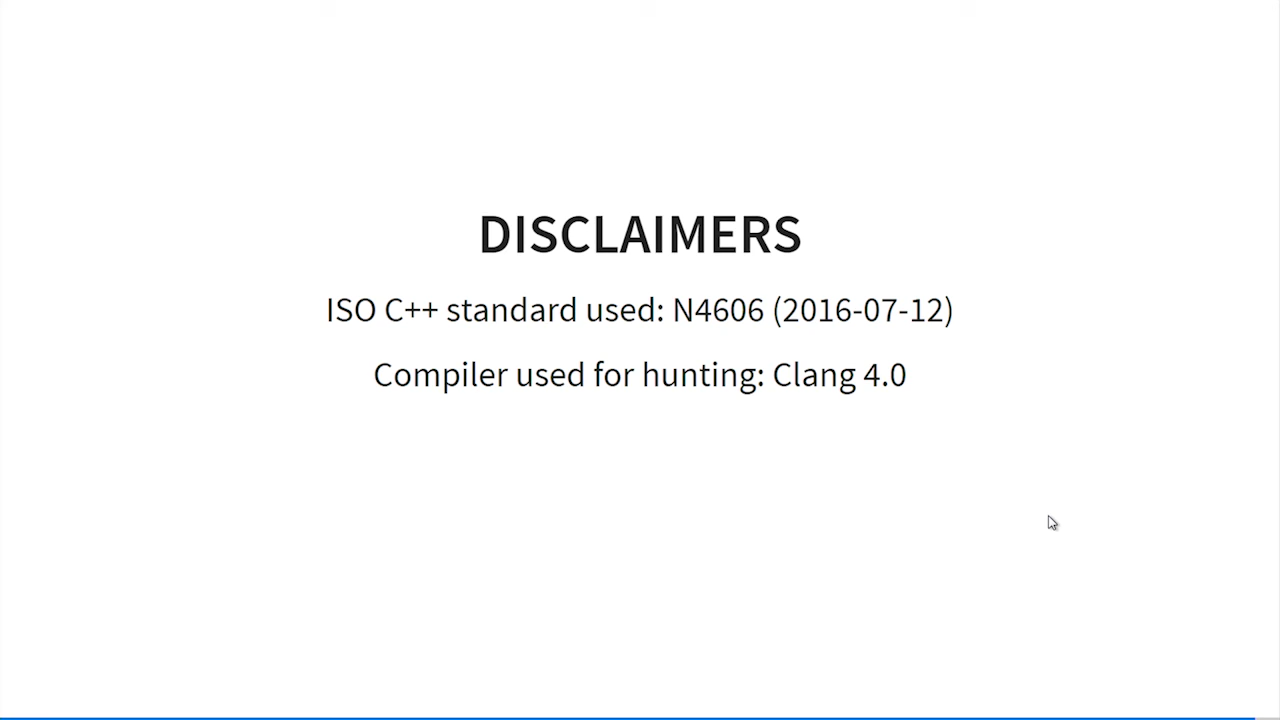 DISCLAIMERS
ISO C++ standard used: N4606 (2016-07-12)
Compiler used for hunting: Clang 4.0